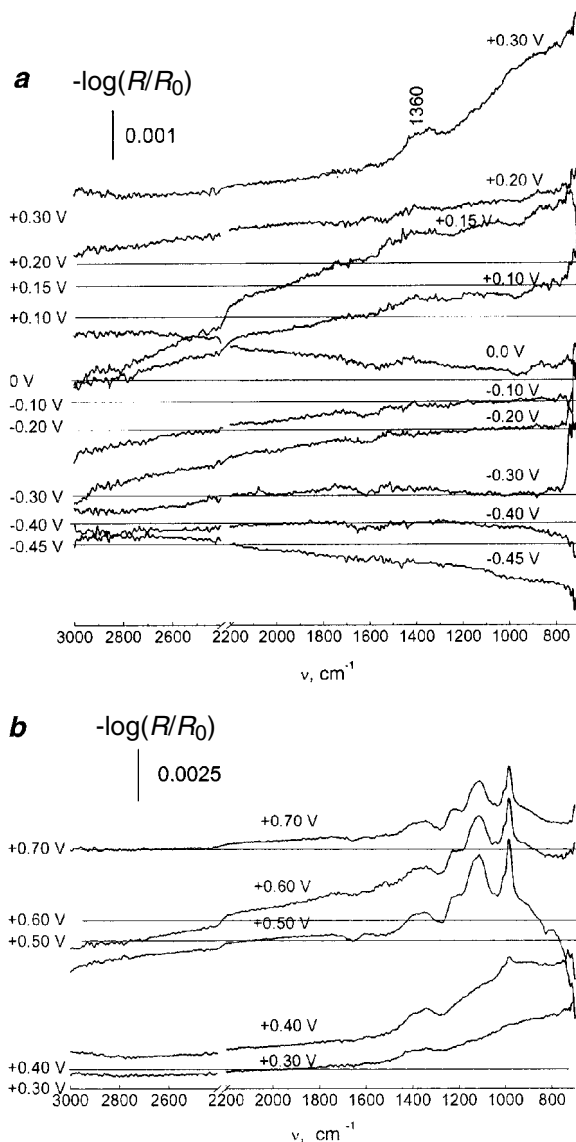 a
-log(R/R₀)
0.001
1360
+0.30 V
+0.20 V
+0.15 V
+0.10 V
0.0 V
-0.10 V
-0.20 V
-0.30 V
-0.40 V
-0.45 V
+0.30 V
+0.20 V
+0.15 V
+0.10 V
0 V
-0.10 V
-0.20 V
-0.30 V
-0.40 V
-0.45 V
3000 2800 2600 2200 2200 1800 1600 1400 1200 1000 800
ν, cm⁻¹
b
-log(R/R₀)
0.0025
+0.70 V
+0.60 V
+0.50 V
+0.40 V
+0.30 V
+0.70 V
+0.60 V
+0.50 V
+0.40 V
+0.30 V
3000 2800 2600 2200 2200 2000 1800 1600 1400 1200 1000 800
ν, cm⁻¹